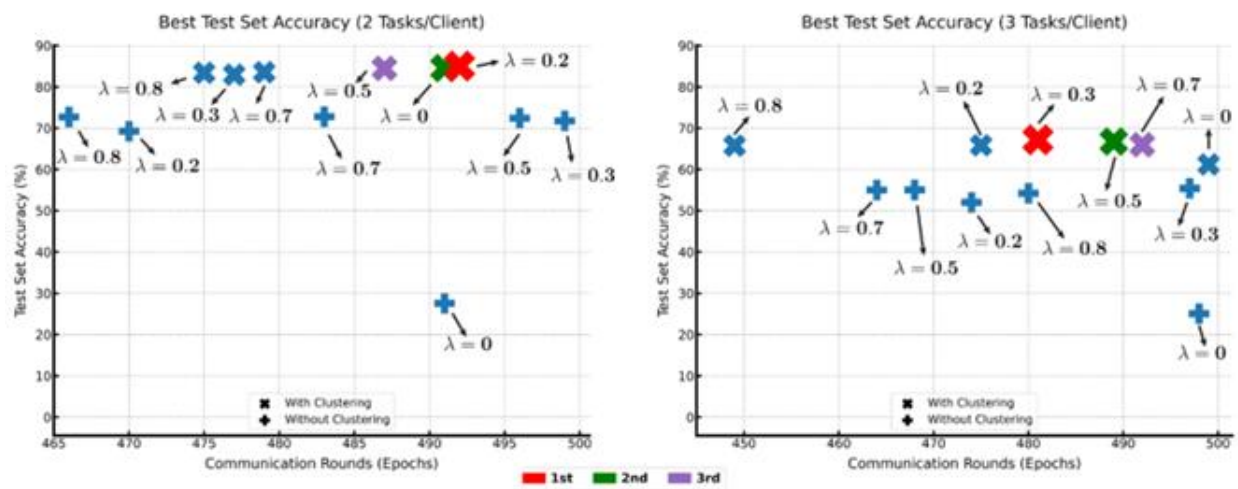 Best Test Set Accuracy (2 Tasks/Client)
Test Set Accuracy (%)
90
80
70
60
50
40
30
20
10
0
λ = 0.8
λ = 0.3
λ = 0.7
λ = 0.5
λ = 0
λ = 0.2
λ = 0.8
λ = 0.2
λ = 0.7
λ = 0.5
λ = 0.3
λ = 0
With Clustering
Without Clustering
465 470 475 480 485 490 495 500
Communication Rounds (Epochs)
Best Test Set Accuracy (3 Tasks/Client)
Test Set Accuracy (%)
90
80
70
60
50
40
30
20
10
0
λ = 0.8
λ = 0.2
λ = 0.3
λ = 0.7
λ = 0
λ = 0.5
λ = 0.7
λ = 0.5
λ = 0.2
λ = 0.8
λ = 0.3
λ = 0
With Clustering
Without Clustering
450 460 470 480 490 500
Communication Rounds (Epochs)
1st 2nd 3rd